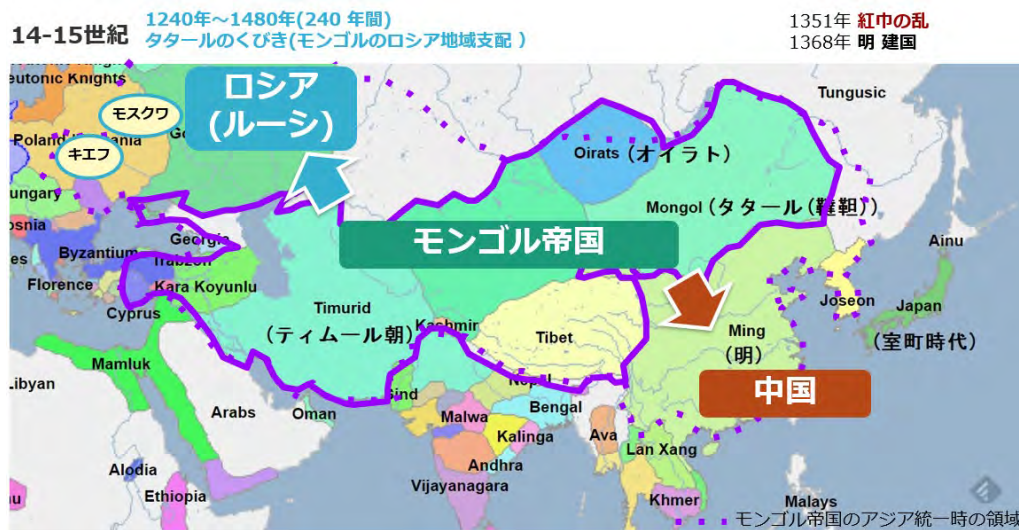 14-15世紀
1240年～1480年(240 年間)
タタールのくびき(モンゴルのロシア地域支配 )
1351年 紅巾の乱
1368年 明 建国
eutonic Knights
ロシア
(ルーシ)
モスクワ
キエフ
Poland
ania
Go
ungary
osnia
es
Byzantium
Florence
Georgia
Trabzon
Kara Koyunlu
Cyprus
Oirats (オイラト)
Tungusic
Mongol (タタール(韃靼))
モンゴル帝国
Timurid
(ティムール朝)
Kashmir
Tibet
Ming
(明)
中国
Joseon
Ainu
Japan
(室町時代)
Mamluk
Libyan
Arabs
Oman
Sind
Nepal
Bengal
Malwa
Kalinga
Andhra
Vijayanagara
Ava
Lan Xang
Khmer
Malays
Alodia
Ethiopia
モンゴル帝国のアジア統一時の領域